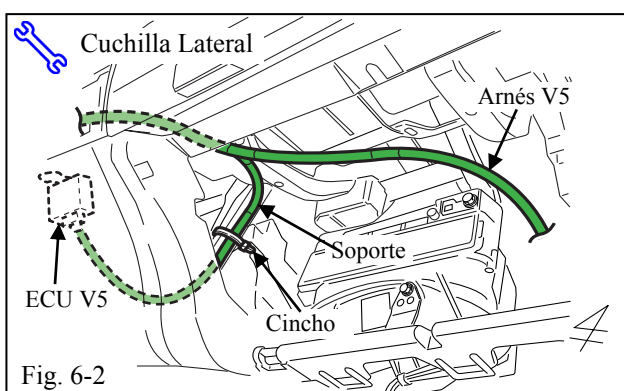 Cuchilla Lateral
Arnés V5
Soporte
ECU V5
Cincho
Fig. 6-2